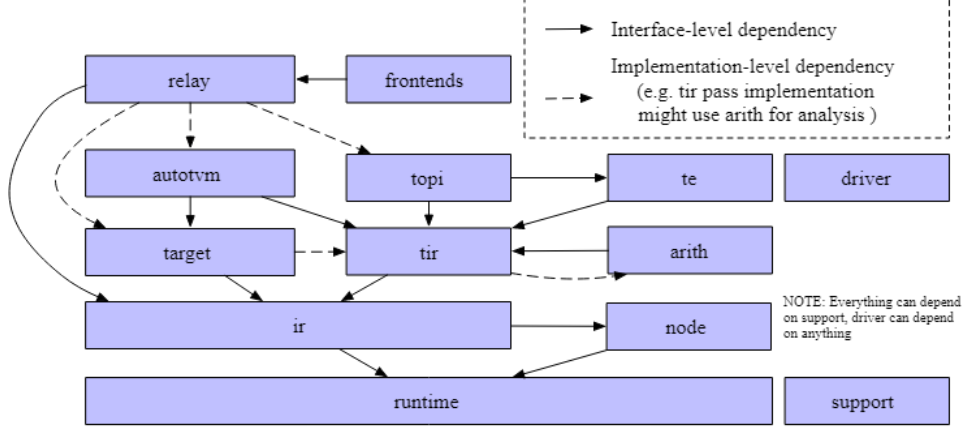 Interface-level dependency
Implementation-level dependency
(e.g. tir pass implementation
might use arith for analysis )
relay
frontends
autotvm
topi
te
driver
target
tir
arith
ir
node
NOTE: Everything can depend
on support, driver can depend
on anything
runtime
support